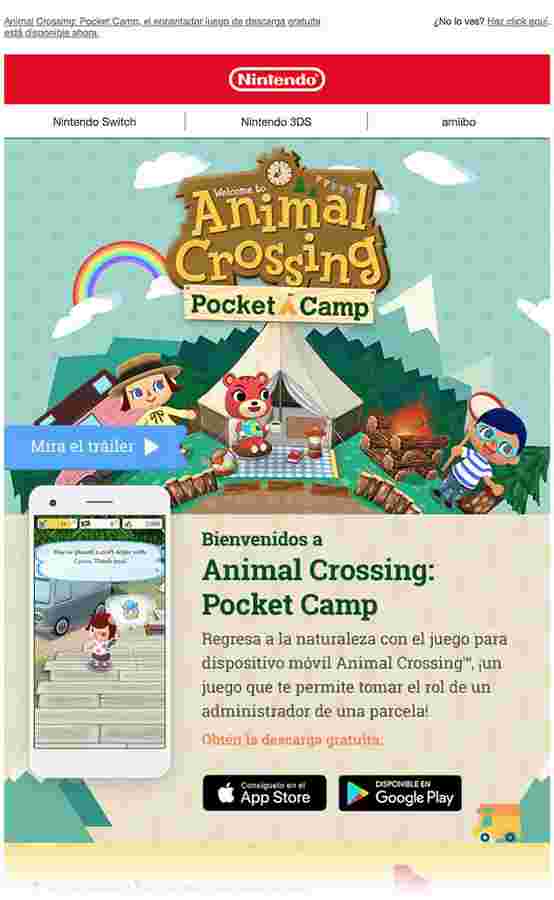 Animal Crossing: Pocket Camp, el encantador juego de descarga gratuita
está disponible ahora.
¿No lo ves? Haz click aquí.
Nintendo
Nintendo Switch
Nintendo 3DS
amiibo
Welcome to
Animal
Crossing
Pocket Camp
Mira el tráiler
Bienvenidos a
Animal Crossing:
Pocket Camp
Regresa a la naturaleza con el juego para
dispositivo móvil Animal Crossing™, ¡un
juego que te permite tomar el rol de un
administrador de una parcela!
Obtén la descarga gratuita:
Consíguelo en el
App Store
DISPONIBLE EN
Google Play